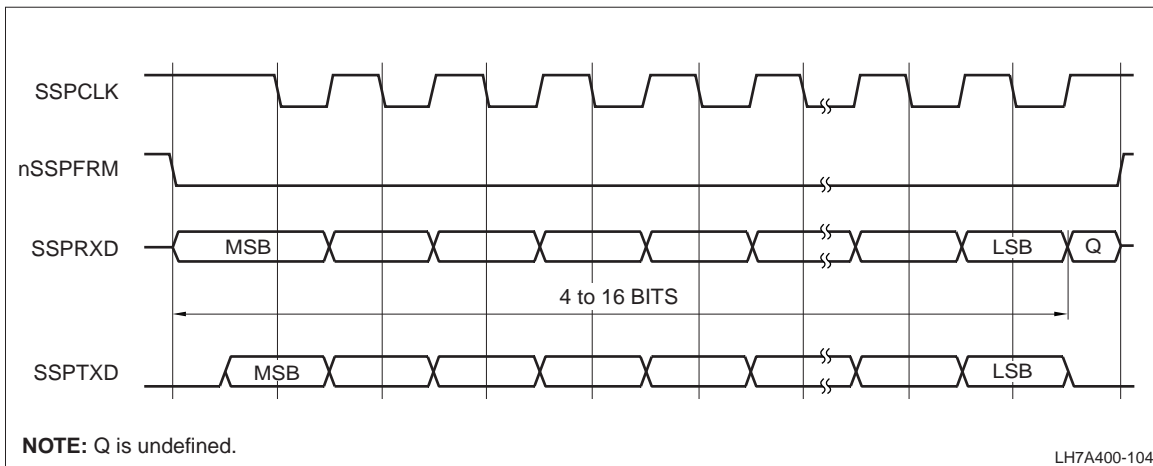 SSPCLK
nSSPFRM
SSPRXD
MSB
LSB
Q
4 to 16 BITS
SSPTXD
MSB
LSB
NOTE: Q is undefined.
LH7A400-104